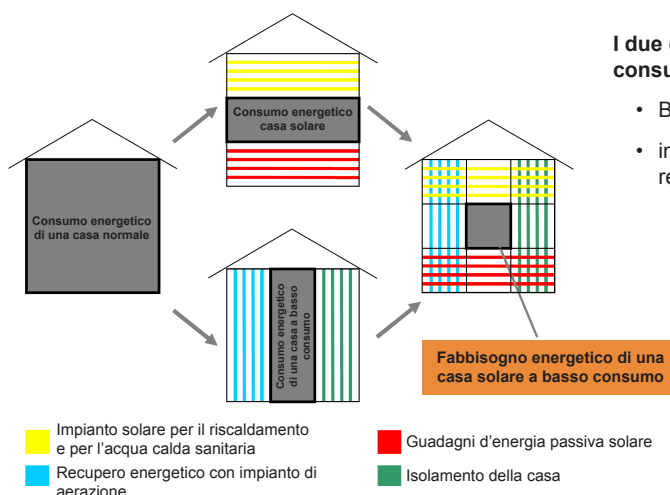 I due
consu
• B
• in
re
Consumo energetico
casa solare
Consumo energetico
di una casa normale
Consumo energetico
di una casa a basso
consumo
Fabbisogno energetico di una
casa solare a basso consumo
Impianto solare per il riscaldamento
e per l'acqua calda sanitaria
Recupero energetico con impianto di
aerazione
Guadagni d'energia passiva solare
Isolamento della casa